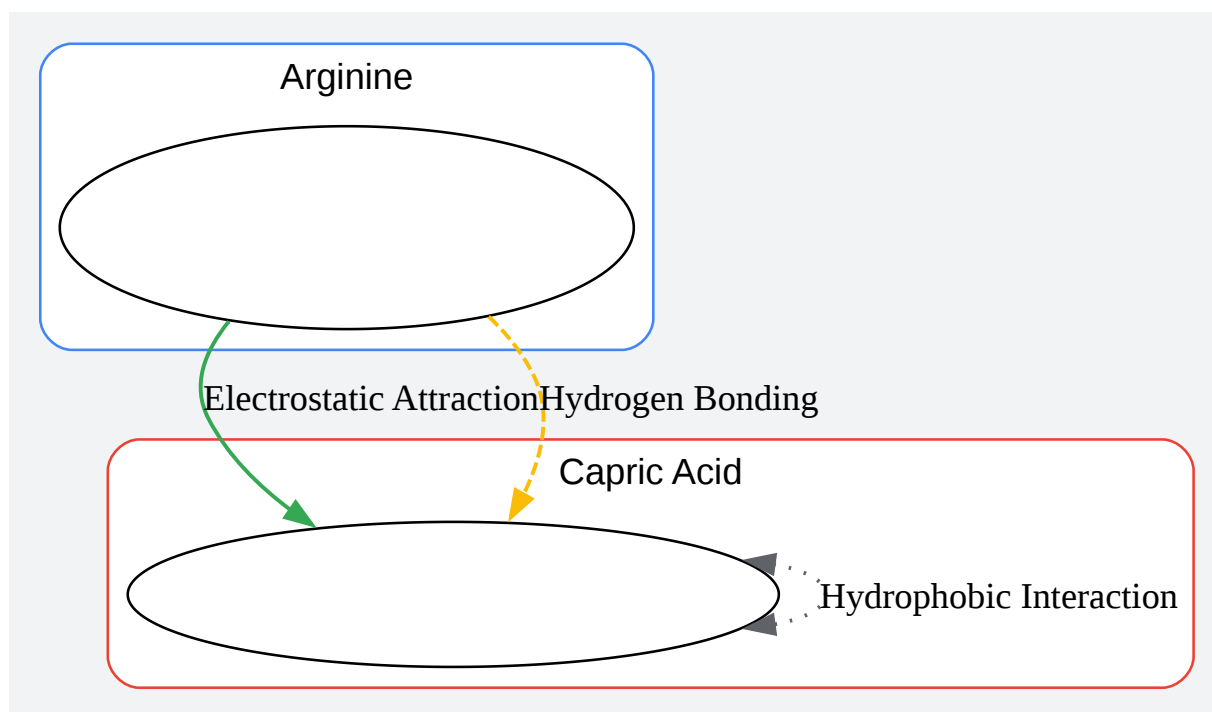 Arginine
Electrostatic Attraction
Hydrogen Bonding
Capric Acid
Hydrophobic Interaction